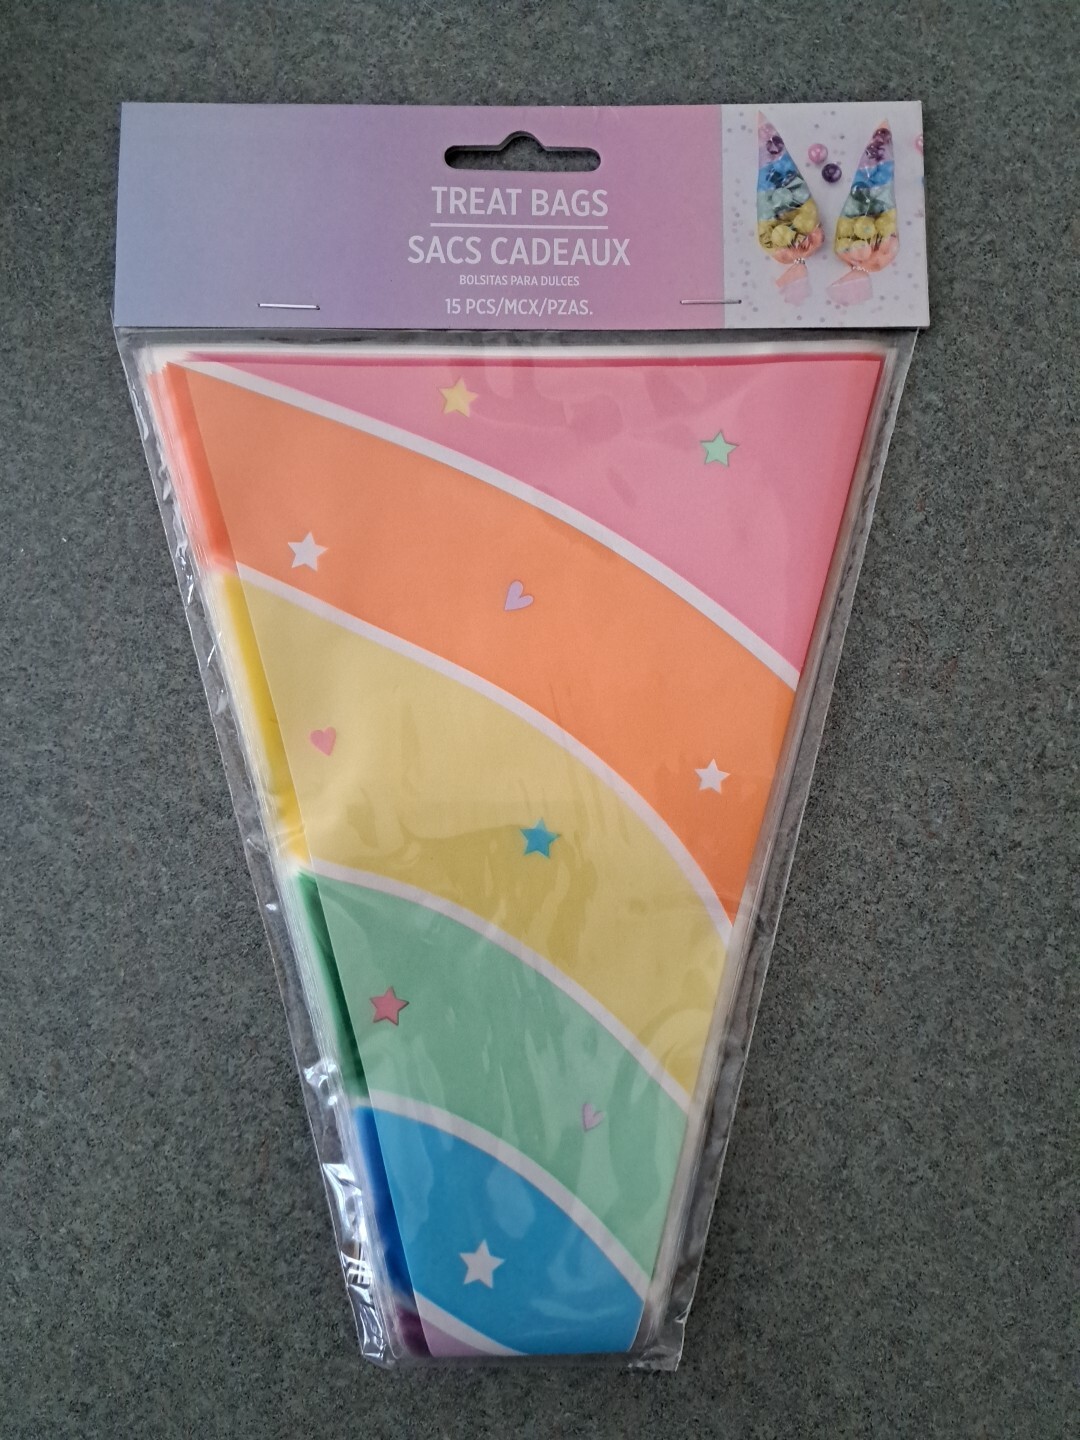 TREAT BAGS
SACS CADEAUX
BOLSITAS PARA DULCES
15 PCS/MCX/PZAS.